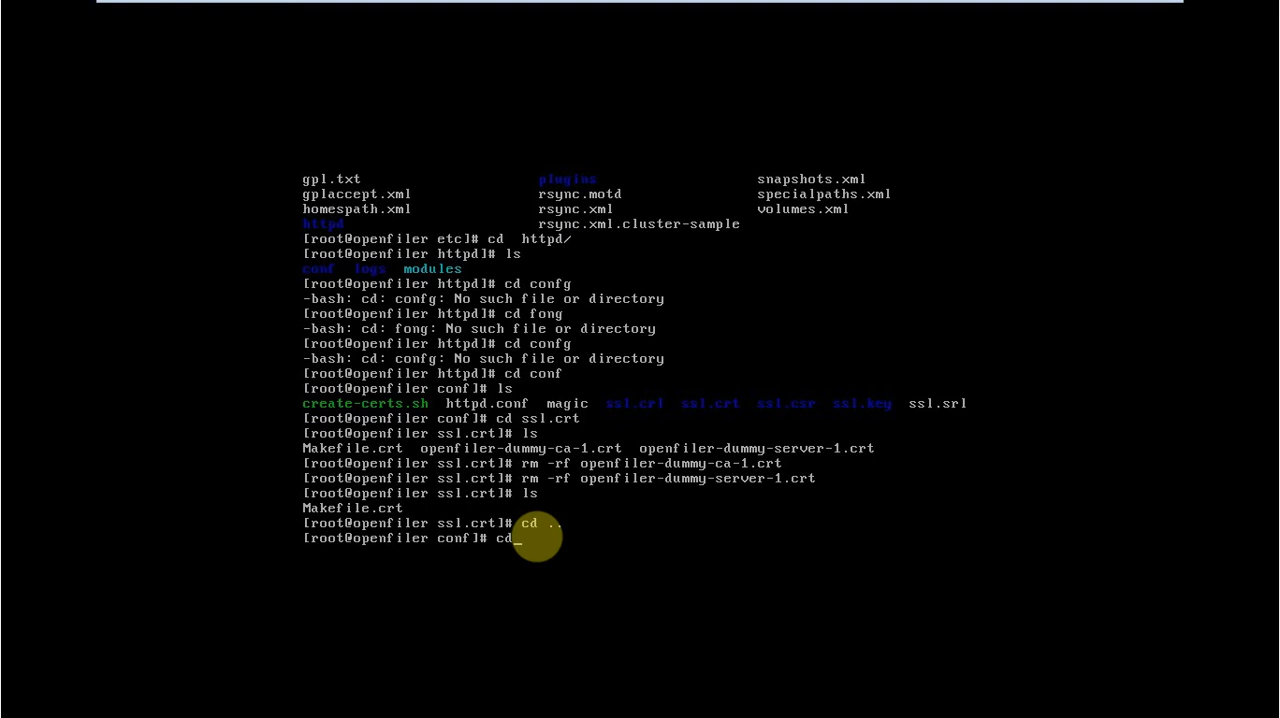 gpl.txt plugins snapshots.xml
gplaccept.xml rsync.motd specialpaths.xml
homespath.xml rsync.xml volumes.xml
httpd rsync.xml.cluster-sample
[root@openfiler etc]# cd  httpd/
[root@openfiler httpd]# ls
conf  logs  modules
[root@openfiler httpd]# cd confg
-bash: cd: confg: No such file or directory
[root@openfiler httpd]# cd fong
-bash: cd: fong: No such file or directory
[root@openfiler httpd]# cd confg
-bash: cd: confg: No such file or directory
[root@openfiler httpd]# cd conf
[root@openfiler conf]# ls
create-certs.sh  httpd.conf  magic  ssl.crl  ssl.crt  ssl.csr  ssl.key  ssl.srl
[root@openfiler conf]# cd ssl.crt
[root@openfiler ssl.crt]# ls
Makefile.crt  openfiler-dummy-ca-1.crt  openfiler-dummy-server-1.crt
[root@openfiler ssl.crt]# rm -rf openfiler-dummy-ca-1.crt
[root@openfiler ssl.crt]# rm -rf openfiler-dummy-server-1.crt
[root@openfiler ssl.crt]# ls
Makefile.crt
[root@openfiler ssl.crt]# cd ..
[root@openfiler conf]# cd_